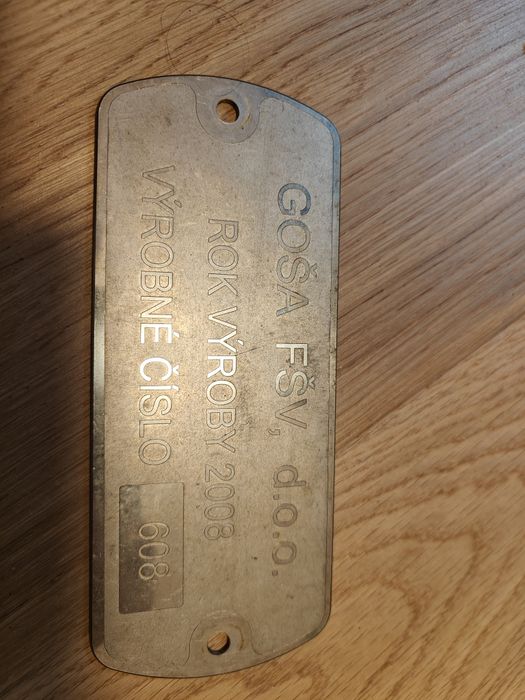 GOŠA FŠV, d.o.o.
ROK VÝROBY 2008
VÝROBNÉ ČÍSLO 608